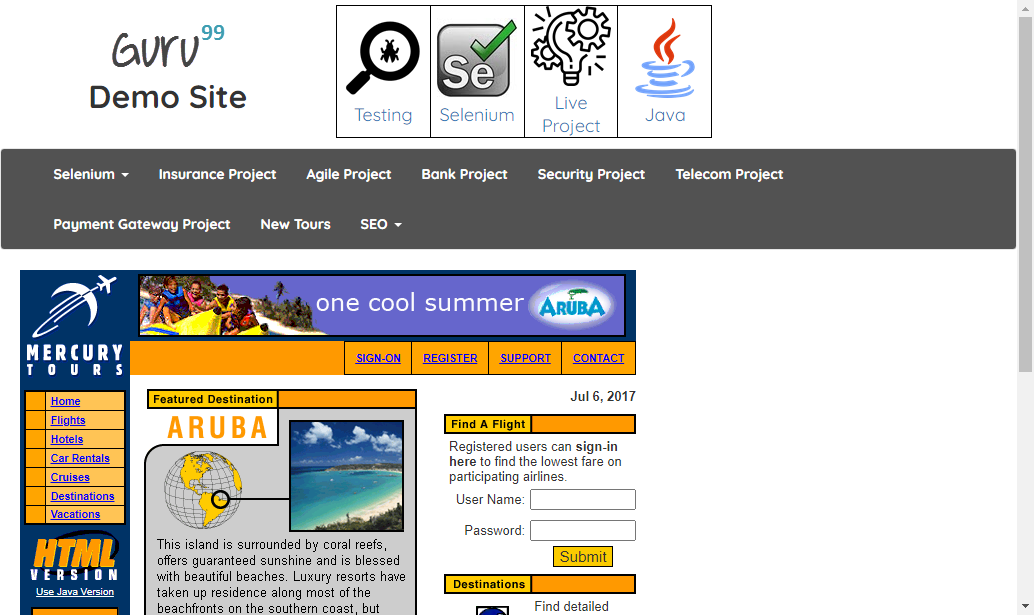 Guru99
Demo Site
Testing
Se
Selenium
Live
Project
Java
Selenium
Insurance Project
Agile Project
Bank Project
Security Project
Telecom Project
Payment Gateway Project
New Tours
SEO
one cool summer
ARUBA
MERCURY
TOURS
SIGN-ON
REGISTER
SUPPORT
CONTACT
Home
Flights
Hotels
Car Rentals
Cruises
Destinations
Vacations
HTML
VERSION
Use Java Version
Featured Destination
ARUBA
This island is surrounded by coral reefs,
offers guaranteed sunshine and is blessed
with beautiful beaches. Luxury resorts have
taken up residence along most of the
beachfronts on the southern coast, but
Jul 6, 2017
Find A Flight
Registered users can sign-in
here to find the lowest fare on
participating airlines.
User Name:
Password:
Submit
Destinations
Find detailed